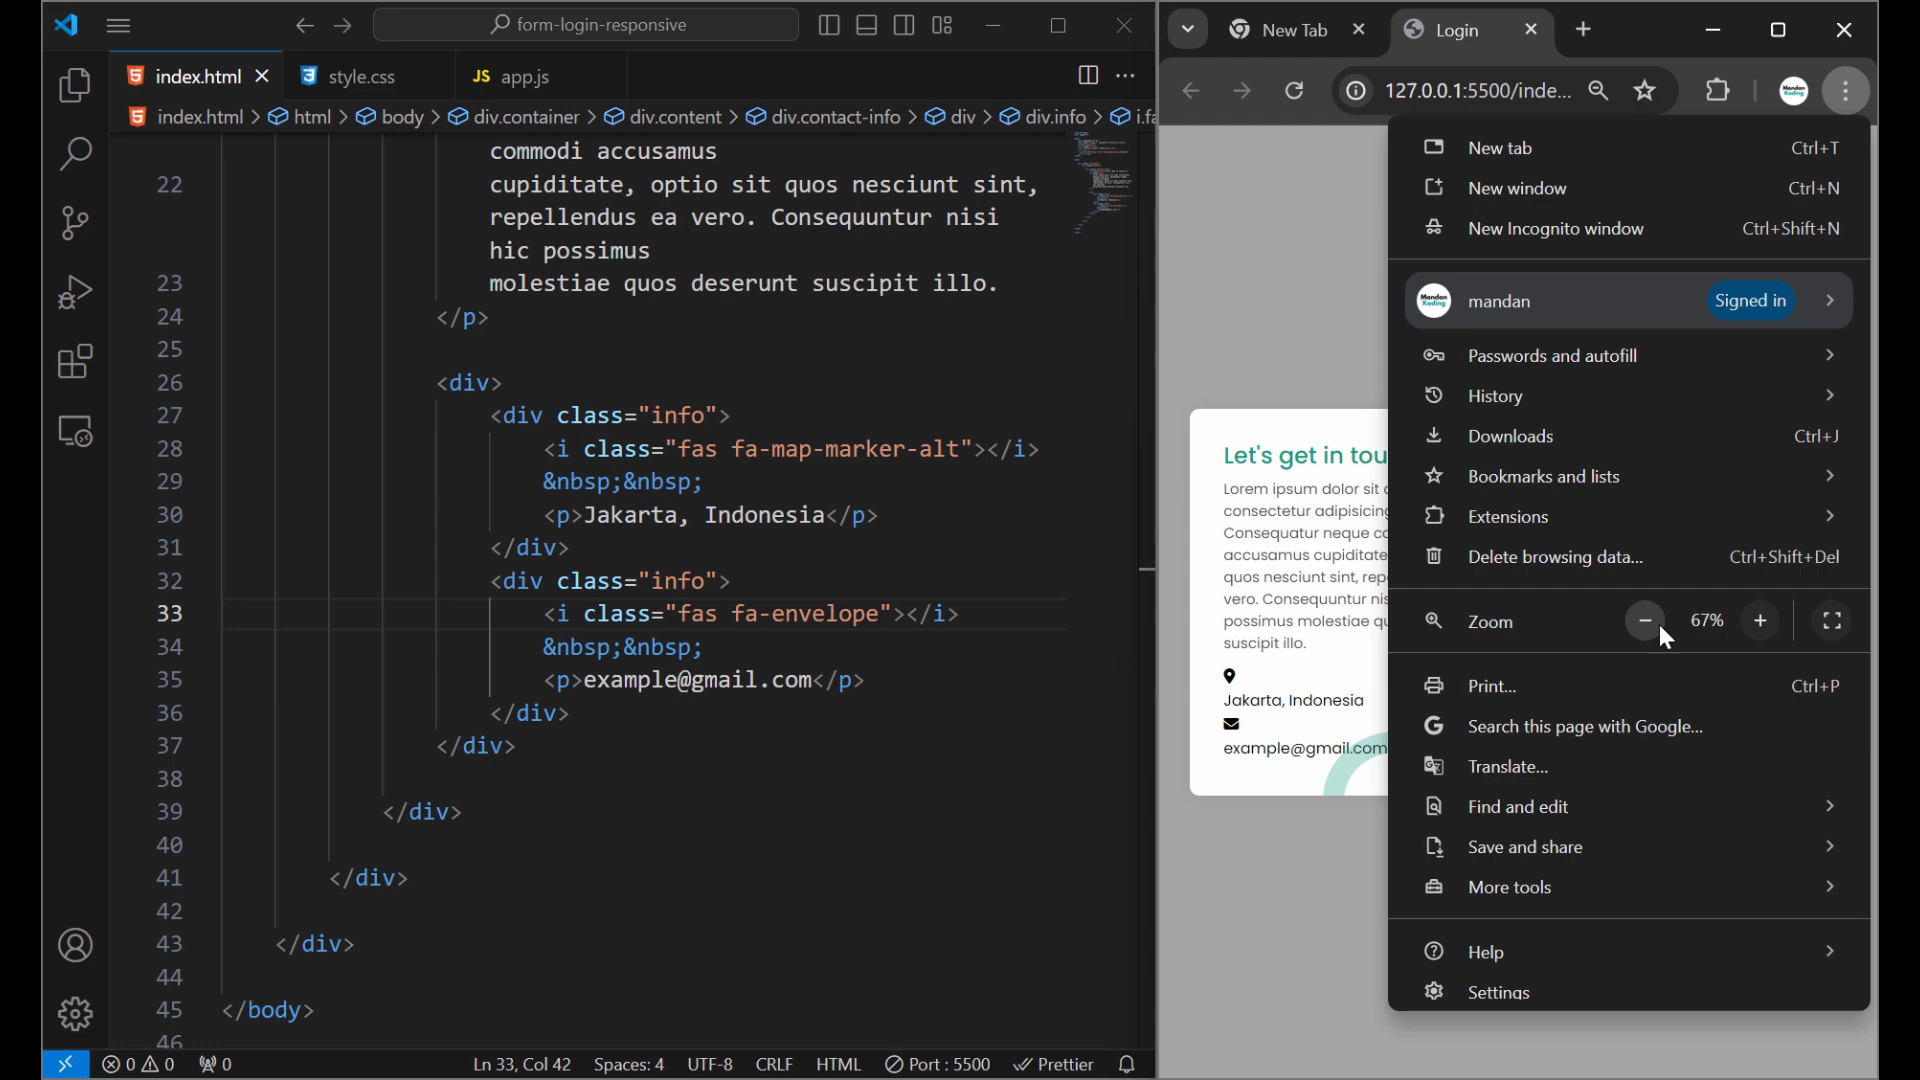 form-login-responsive
index.html
style.css
JS app.js
index.html > html > body > div.container > div.content > div.contact-info > div > div.info > i.fa
commodi accusamus
22 cupiditate, optio sit quos nesciunt sint,
repellendus ea vero. Consequuntur nisi
hic possimus
23 molestiae quos deserunt suscipit illo.
24 </p>
25
26 <div>
27 <div class="info">
28 <i class="fas fa-map-marker-alt"></i>
29 &nbsp;&nbsp;
30 <p>Jakarta, Indonesia</p>
31 </div>
32 <div class="info">
33 <i class="fas fa-envelope"></i>
34 &nbsp;&nbsp;
35 <p>example@gmail.com</p>
36 </div>
37 </div>
38
39 </div>
40
41 </div>
42
43 </div>
44
45 </body>
46
0 0 0 Ln 33, Col 42 Spaces: 4 UTF-8 CRLF HTML Port : 5500 Prettier
New Tab
Login
127.0.0.1:5500/inde...
Mandan
Koding
Let's get in tou
Lorem ipsum dolor sit
consectetur adipisicing
Consequatur neque co
accusamus cupiditate
quos nesciunt sint, rep
vero. Consequuntur nis
possimus molestiae qu
suscipit illo.
Jakarta, Indonesia
example@gmail.com
New tab Ctrl+T
New window Ctrl+N
New Incognito window Ctrl+Shift+N
Mandan
Koding
mandan Signed in
Passwords and autofill
History
Downloads Ctrl+J
Bookmarks and lists
Extensions
Delete browsing data... Ctrl+Shift+Del
Zoom − 67% +
Print... Ctrl+P
Search this page with Google...
Translate...
Find and edit
Save and share
More tools
Help
Settings